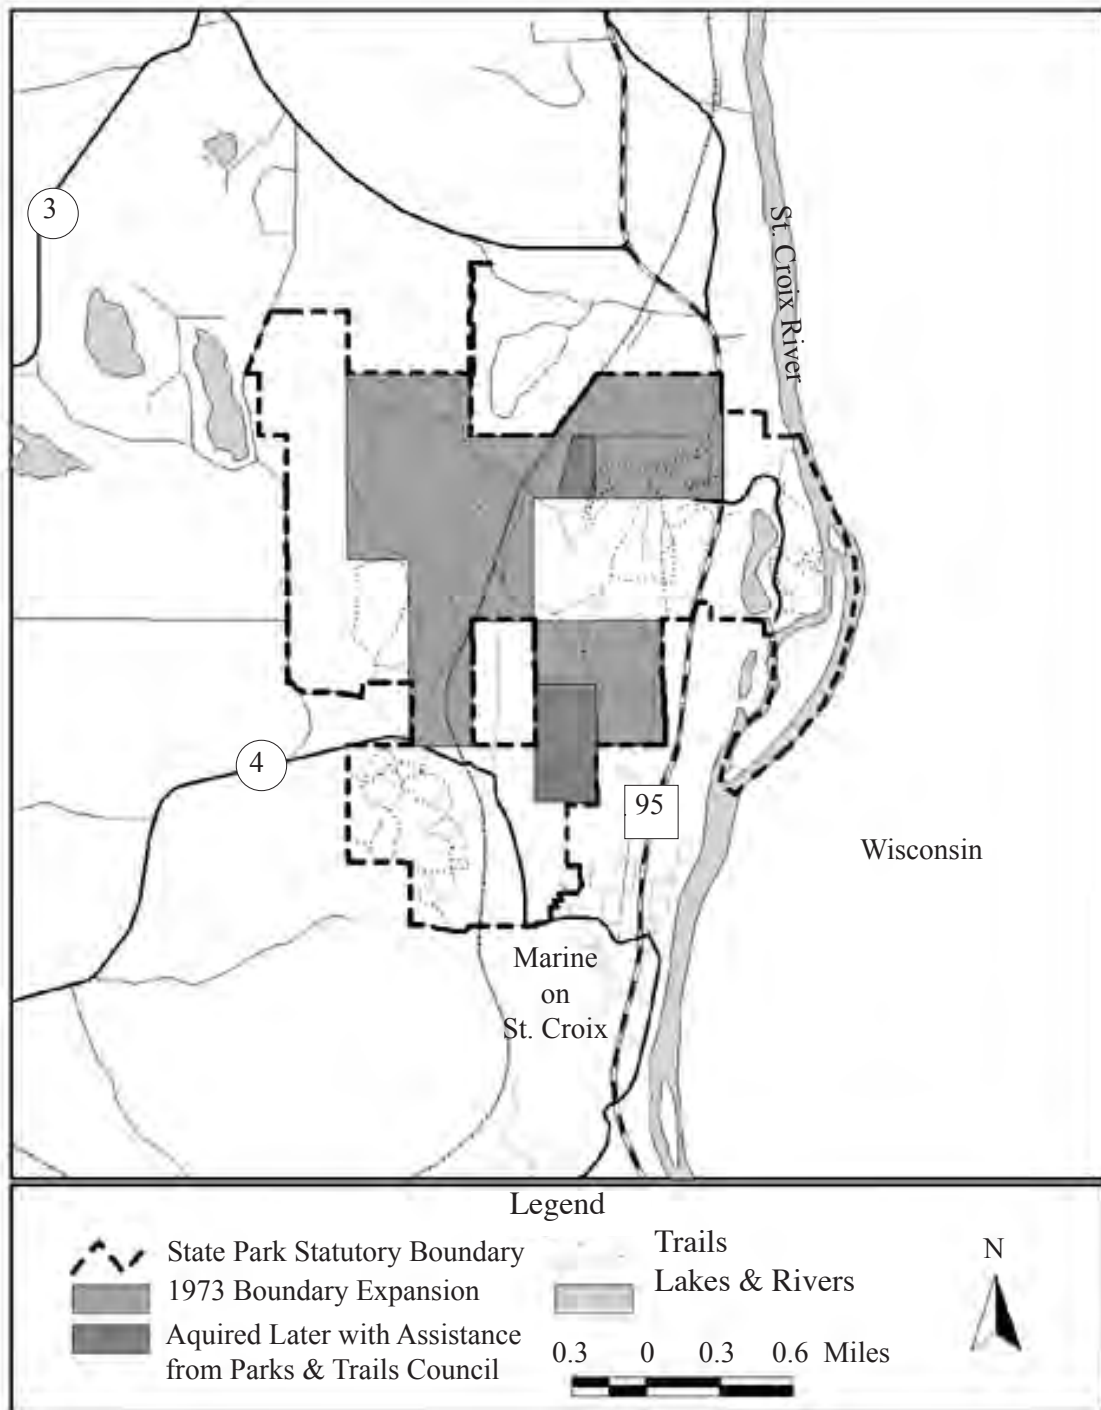 3
St. Croix River
4
95
Wisconsin
Marine
on
St. Croix
Legend
State Park Statutory Boundary
1973 Boundary Expansion
Aquired Later with Assistance
from Parks & Trails Council
Trails
Lakes & Rivers
0.3 0 0.3 0.6 Miles
N